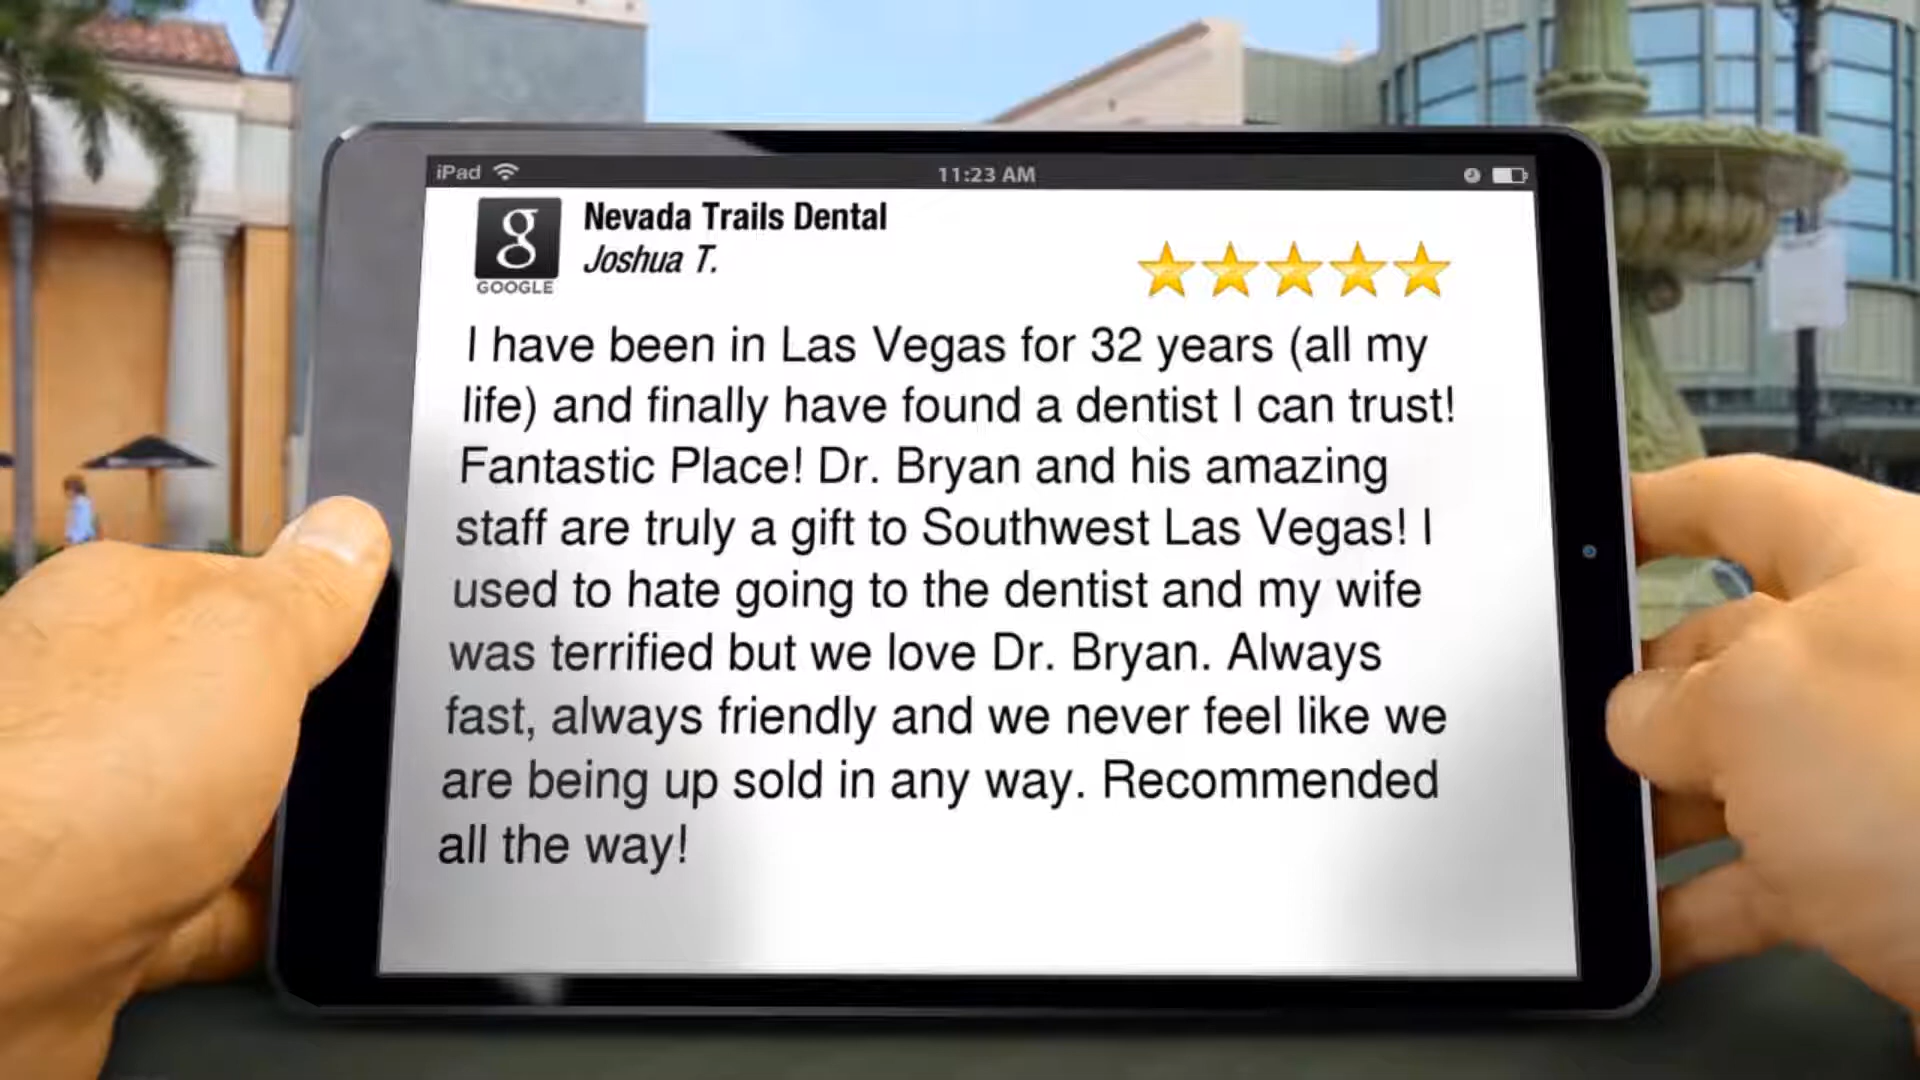 iPad
11:23 AM
g
GOOGLE
Nevada Trails Dental
Joshua T.
I have been in Las Vegas for 32 years (all my
life) and finally have found a dentist I can trust!
Fantastic Place! Dr. Bryan and his amazing
staff are truly a gift to Southwest Las Vegas! I
used to hate going to the dentist and my wife
was terrified but we love Dr. Bryan. Always
fast, always friendly and we never feel like we
are being up sold in any way. Recommended
all the way!